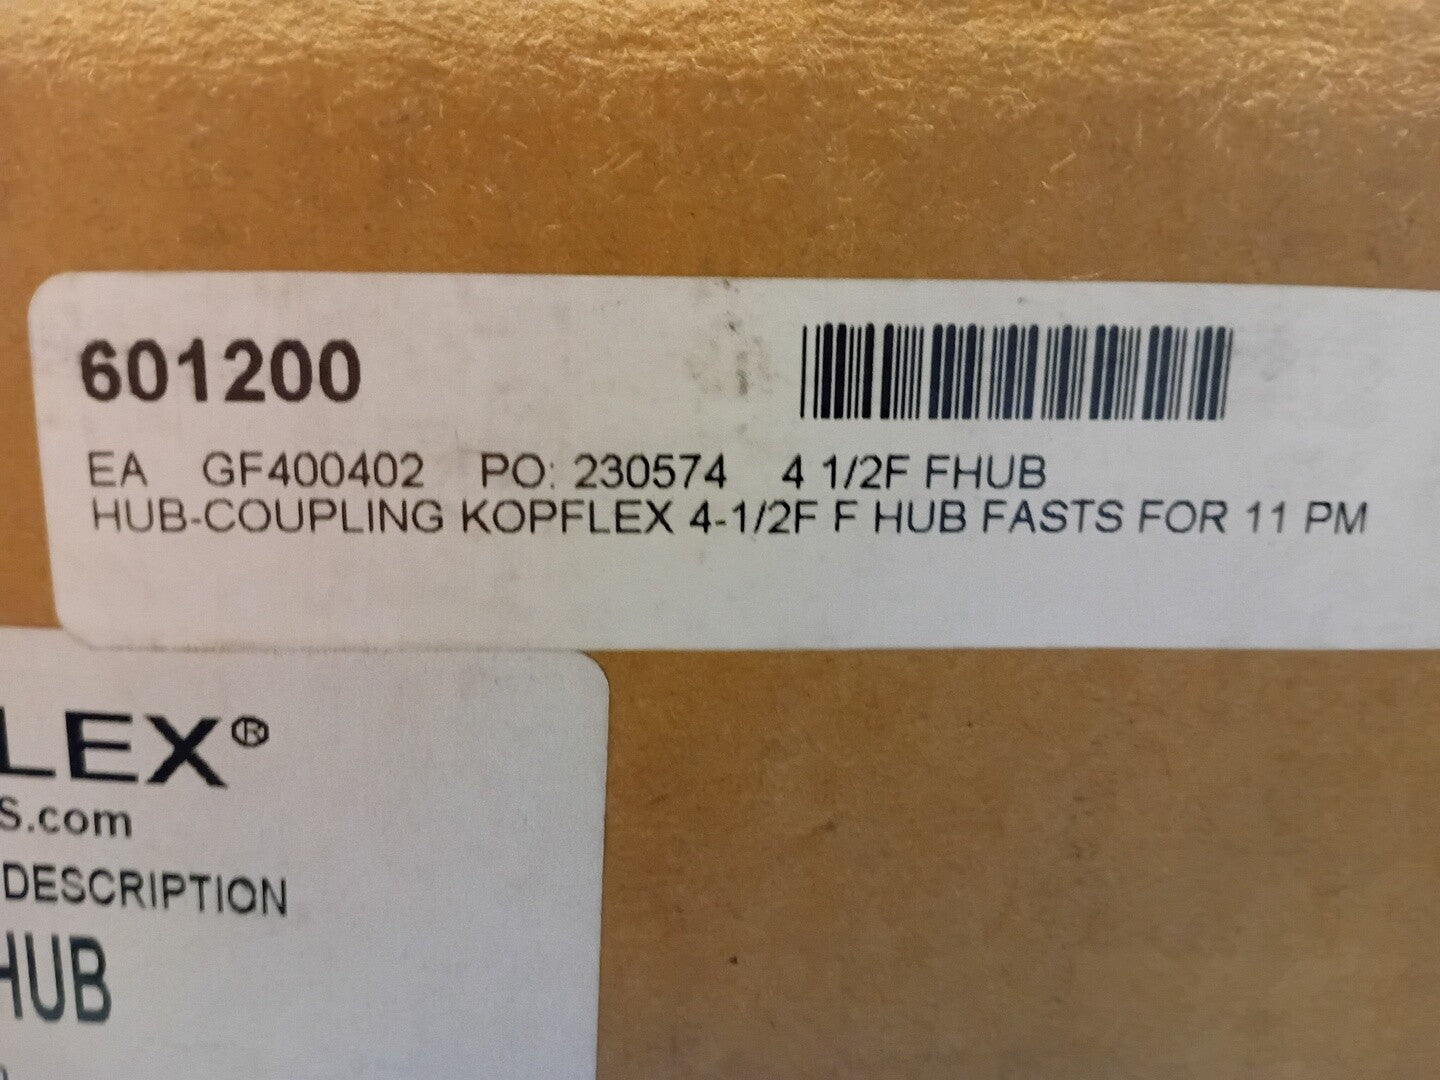 601200
EA GF400402 PO: 230574 4 1/2F FHUB
HUB-COUPLING KOPFLEX 4-1/2F F HUB FASTS FOR 11 PM
LEX®
S.com
DESCRIPTION
HUB